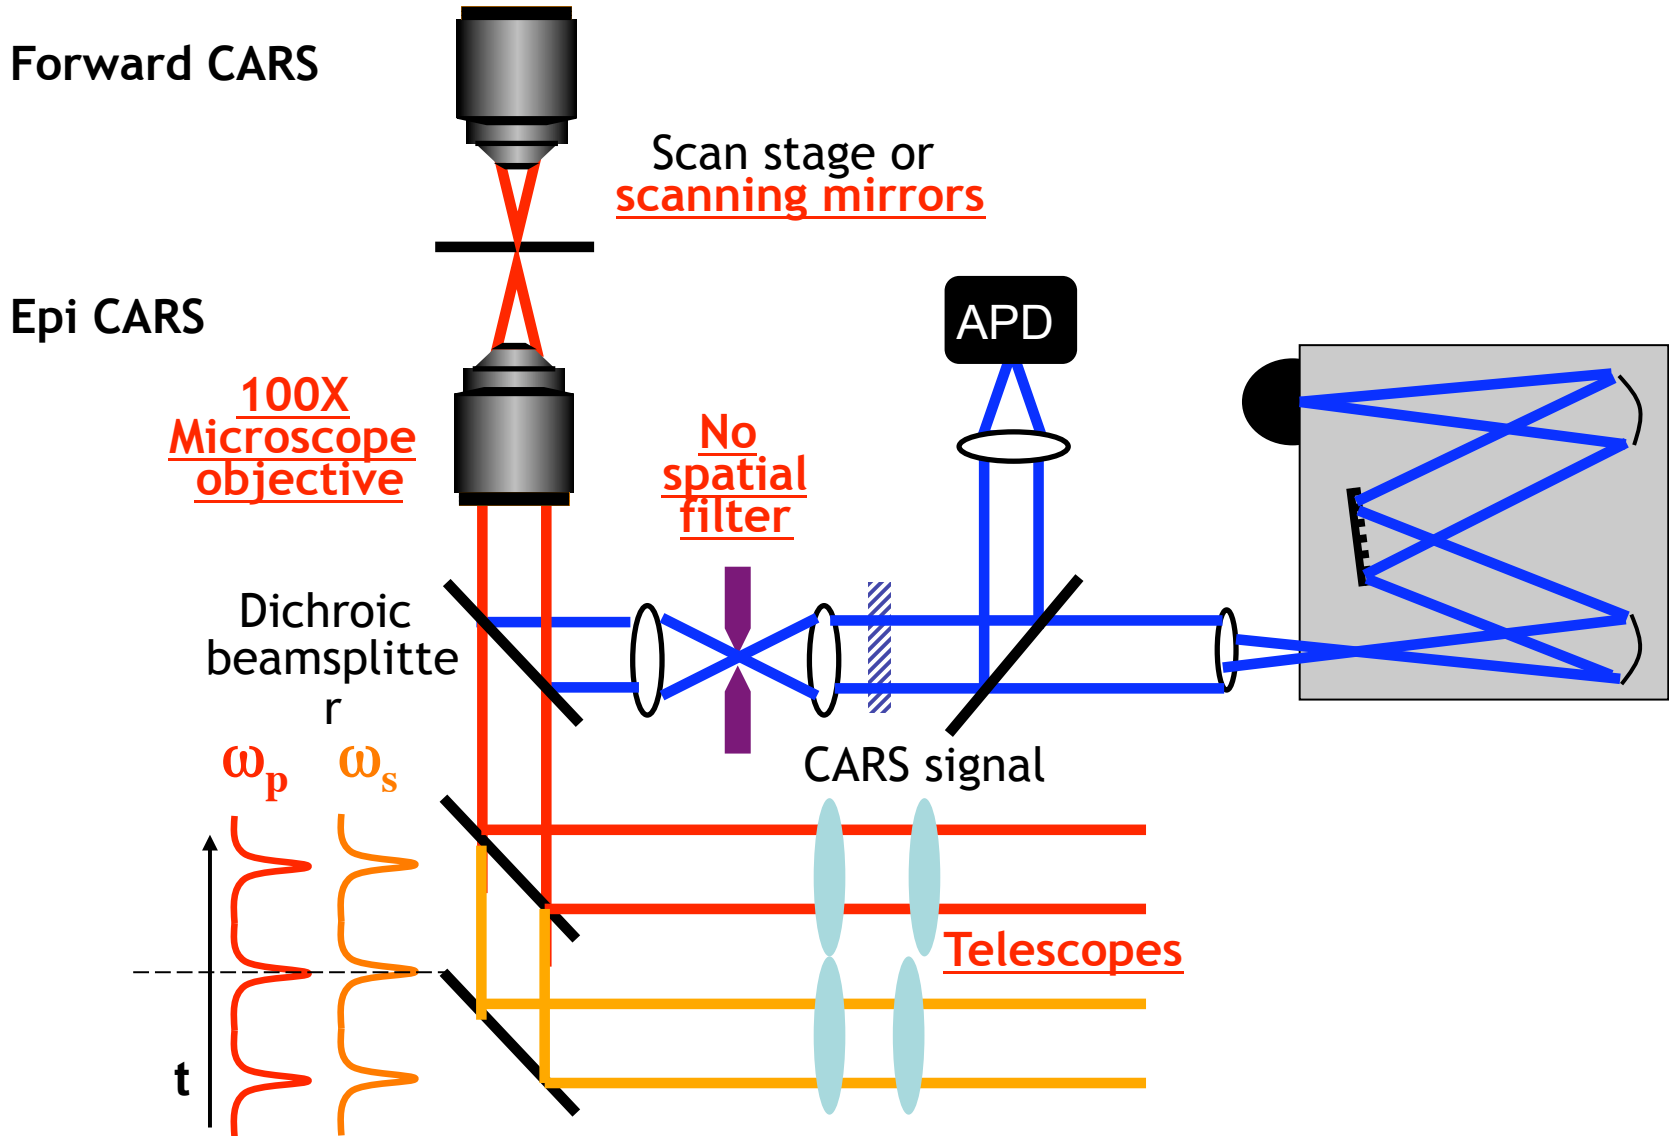 Forward CARS
Scan stage or
scanning mirrors
Epi CARS
APD
100X
Microscope
objective
No
spatial
filter
Dichroic
beamsplitte
r
ωp
ωs
CARS signal
Telescopes
t